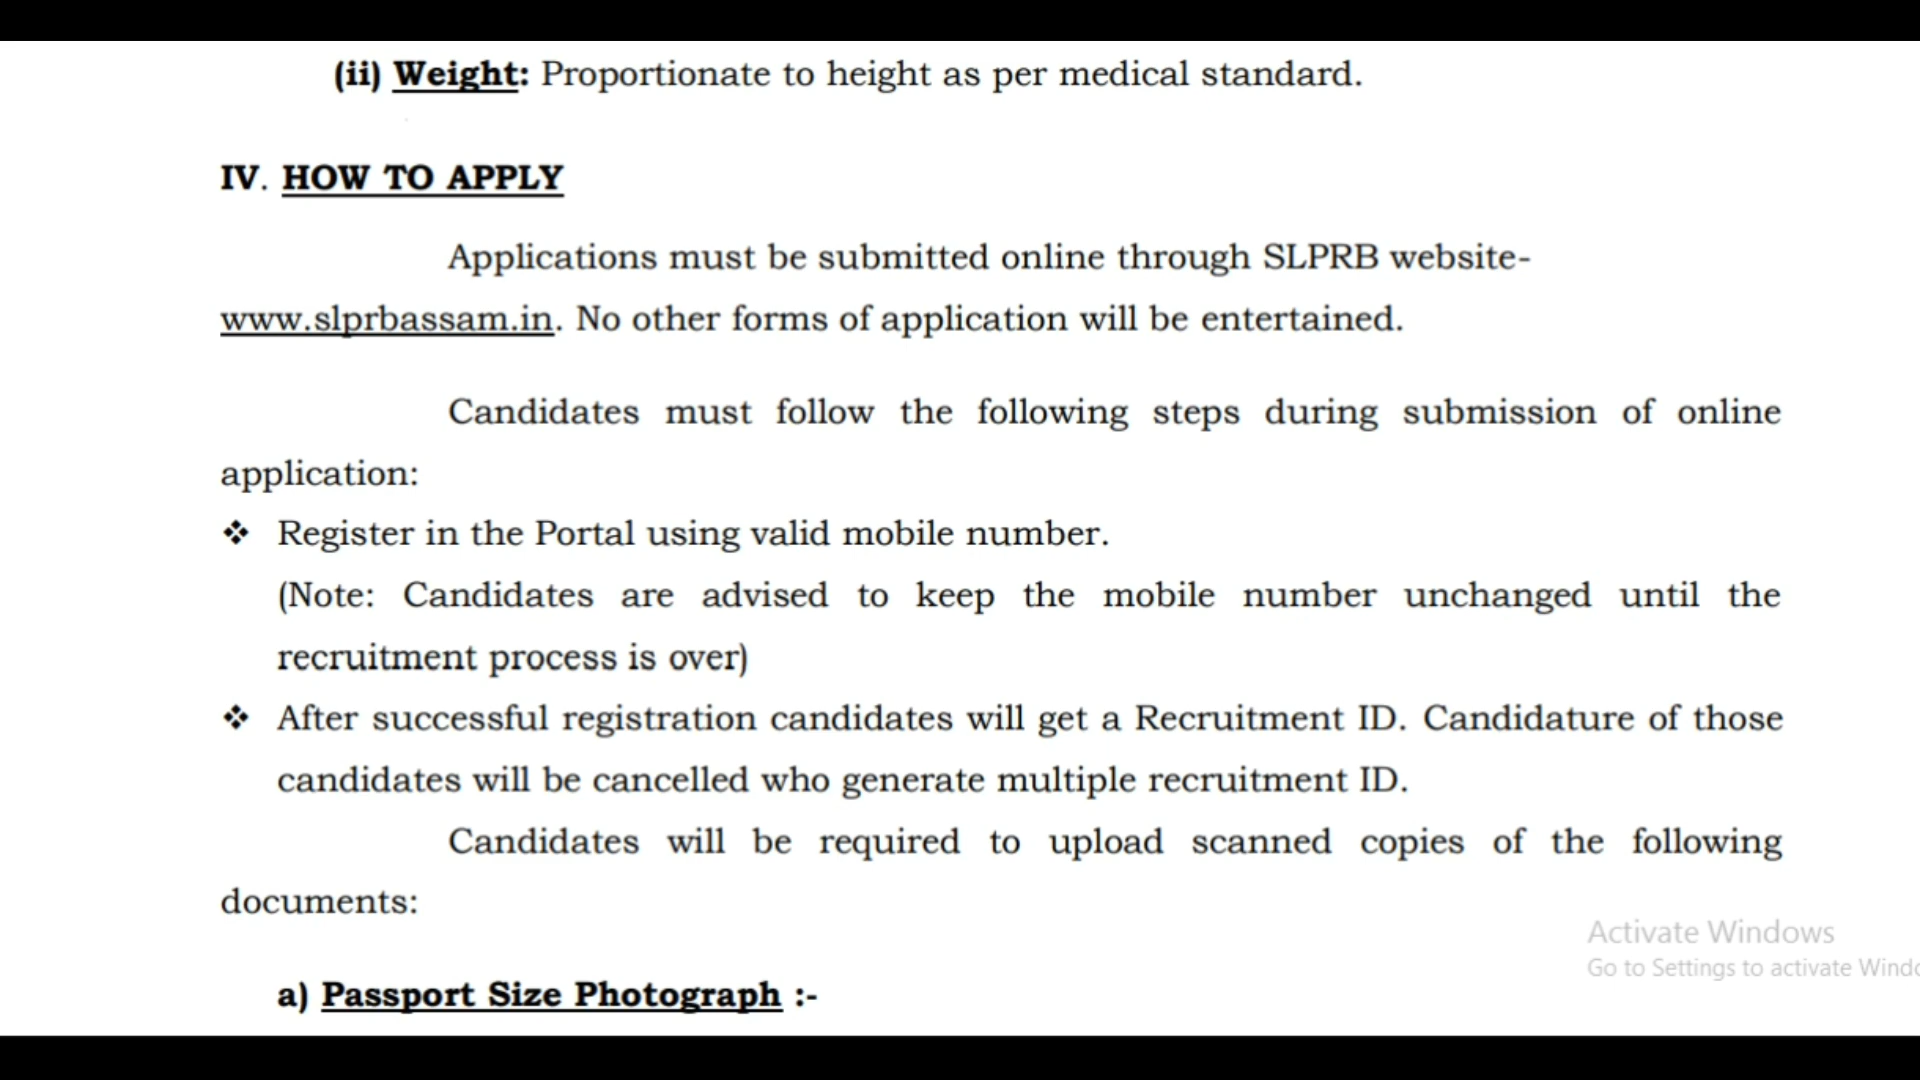 (ii) Weight: Proportionate to height as per medical standard.
IV. HOW TO APPLY
Applications must be submitted online through SLPRB website-
www.slprbassam.in. No other forms of application will be entertained.
Candidates must follow the following steps during submission of online
application:
❖ Register in the Portal using valid mobile number.
(Note: Candidates are advised to keep the mobile number unchanged until the
recruitment process is over)
❖ After successful registration candidates will get a Recruitment ID. Candidature of those
candidates will be cancelled who generate multiple recruitment ID.
Candidates will be required to upload scanned copies of the following
documents:
Activate Windows
Go to Settings to activate Windo
a) Passport Size Photograph :-